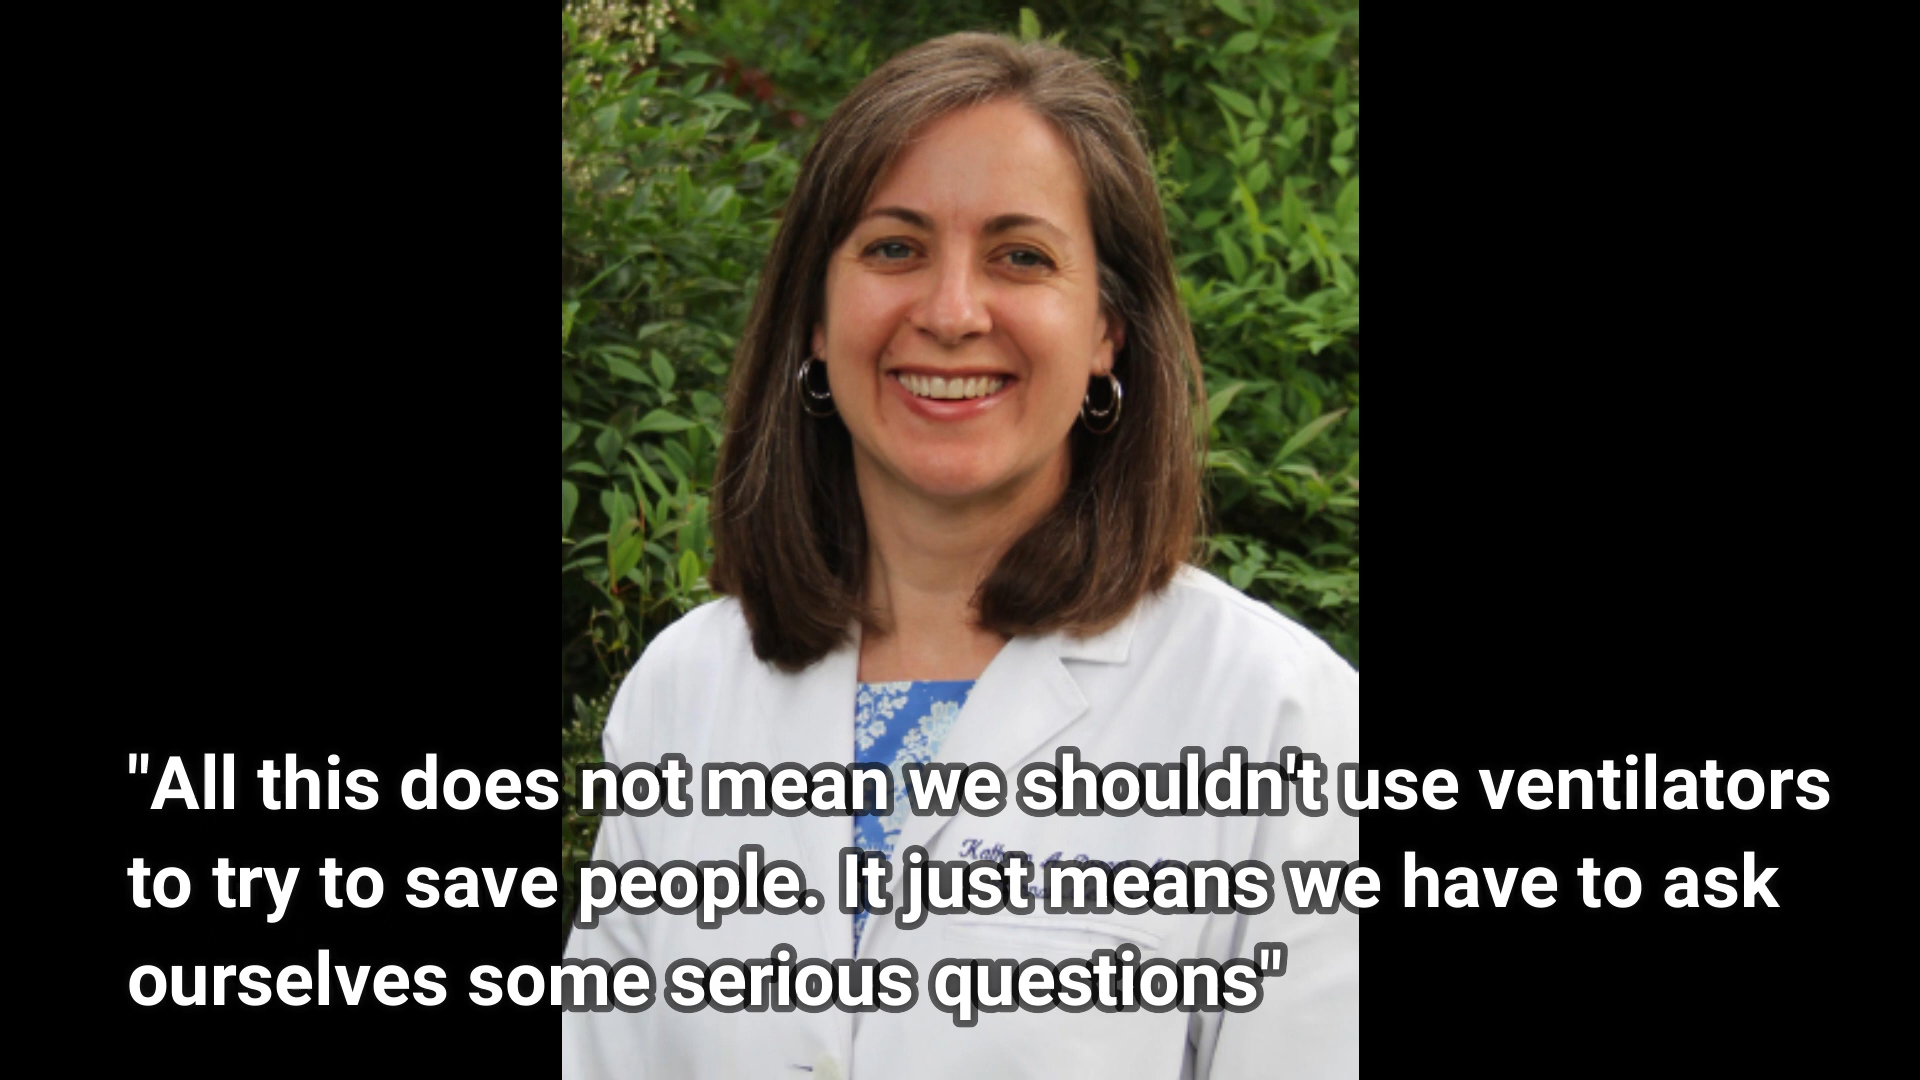 "All this does not mean we shouldn't use ventilators
to try to save people. It just means we have to ask
ourselves some serious questions"